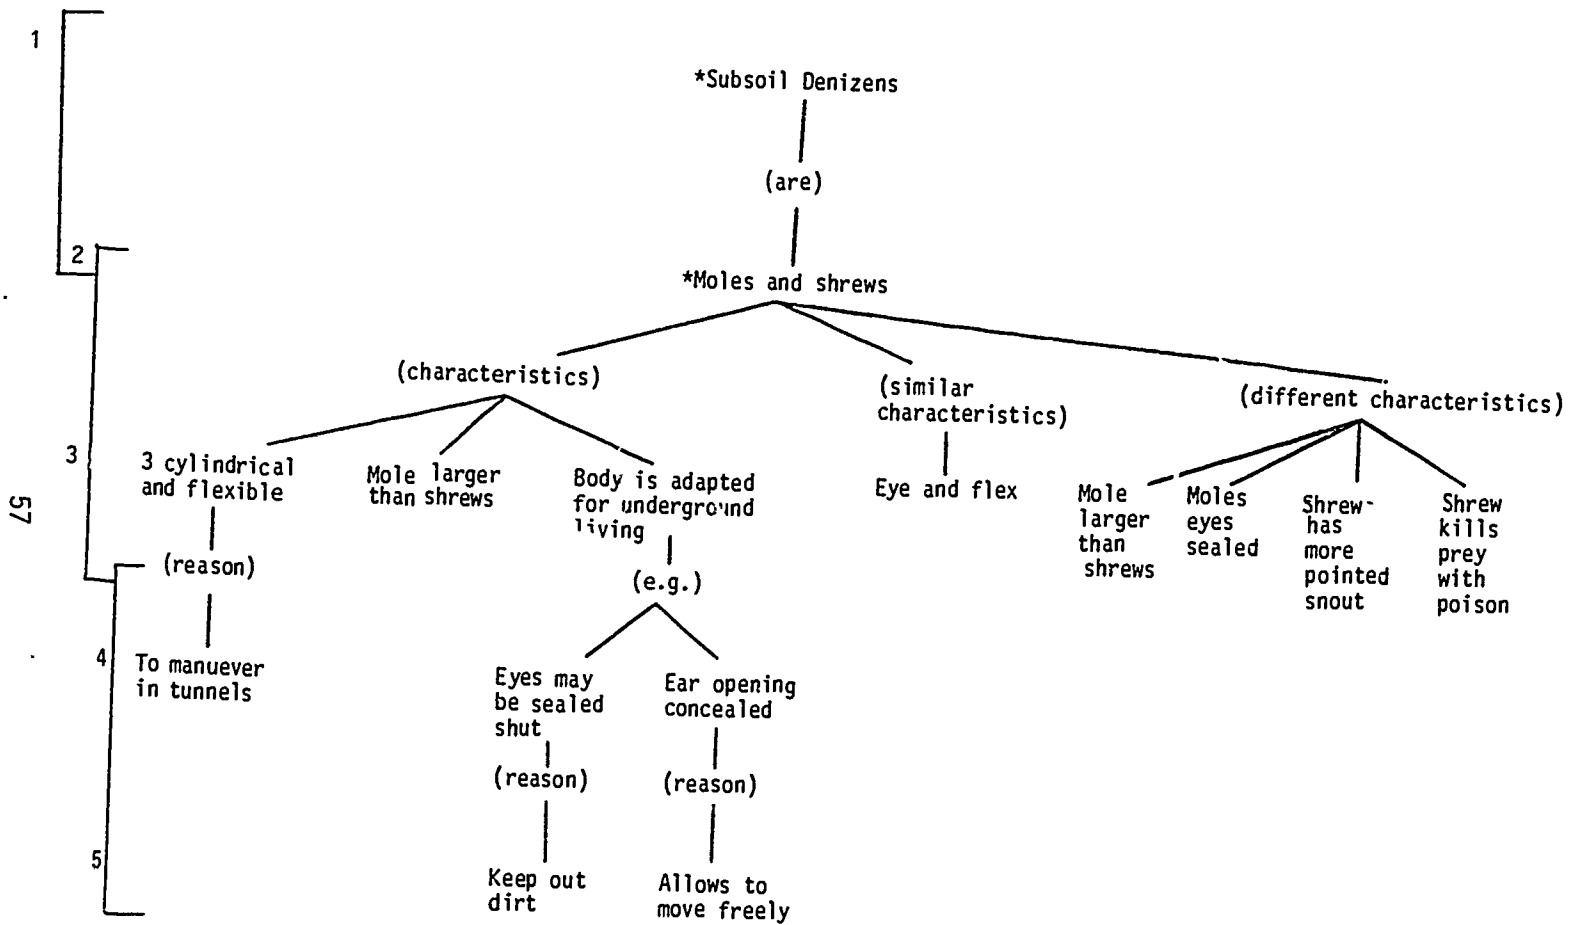 1
*Subsoil Denizens
(are)
2
*Moles and shrews
(characteristics)
(similar
characteristics)
(different characteristics)
3
3 cylindrical
and flexible
Mole larger
than shrews
Body is adapted
for underground
living
Eye and flex
Mole
larger
than
shrews
Moles
eyes
sealed
Shrew-
has
more
pointed
snout
Shrew
kills
prey
with
poison
57
(reason)
(e.g.)
4
To manuever
in tunnels
Eyes may
be sealed
shut
Ear opening
concealed
(reason)
(reason)
5
Keep out
dirt
Allows to
move freely